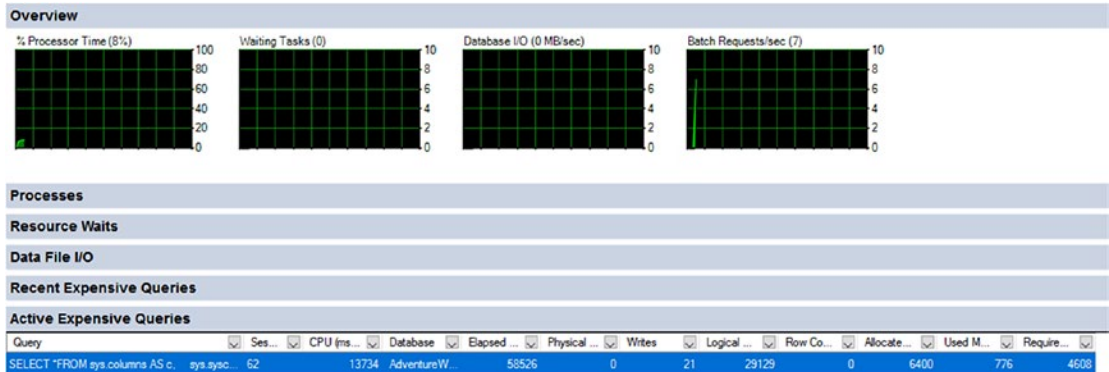 Overview
% Processor Time (8%)
100
80
60
40
20
0
Waiting Tasks (0)
10
8
6
4
2
0
Database I/O (0 MB/sec)
10
8
6
4
2
0
Batch Requests/sec (7)
10
8
6
4
2
0
Processes
Resource Waits
Data File I/O
Recent Expensive Queries
Active Expensive Queries
Query Ses... CPU (ms... Database Elapsed ... Physical ... Writes Logical ... Row Co... Allocate... Used M... Require...
SELECT *FROM sys.columns AS c, sys.sysc... 62 13734 AdventureW... 58526 0 21 29129 0 6400 776 4608